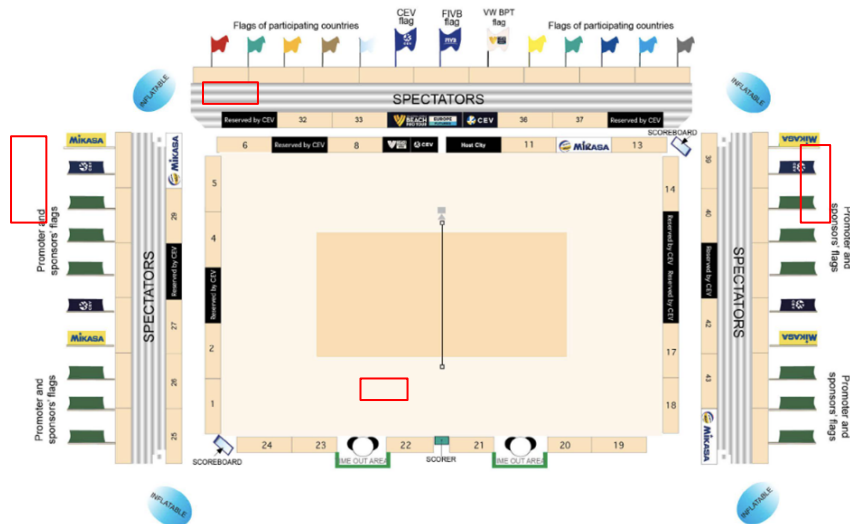 Flags of participating countries
CEV
flag
FIVB
flag
VW BPT
flag
Flags of participating countries
INFLATABLE
INFLATABLE
SPECTATORS
Reserved by CEV
32
33
BEACH
PRO TOUR
EUROPE
CEV
36
37
Reserved by CEV
SCOREBOARD
6
Reserved by CEV
8
CEV
Host City
11
MIKASA
13
MIKASA
MIKASA
MIKASA
Promoter and
sponsors' flags
MIKASA
Promoter and
sponsors' flags
SPECTATORS
MIKASA
29
Reserved by CEV
27
26
25
5
4
Reserved by CEV
2
1
14
Reserved by CEV
Reserved by CEV
17
18
39
40
Reserved by CEV
42
43
MIKASA
SPECTATORS
Promoter and
sponsors' flags
Promoter and
sponsors' flags
SCOREBOARD
24
23
22
21
20
19
IME OUT AREA
SCORER
IME OUT AREA
INFLATABLE
INFLATABLE